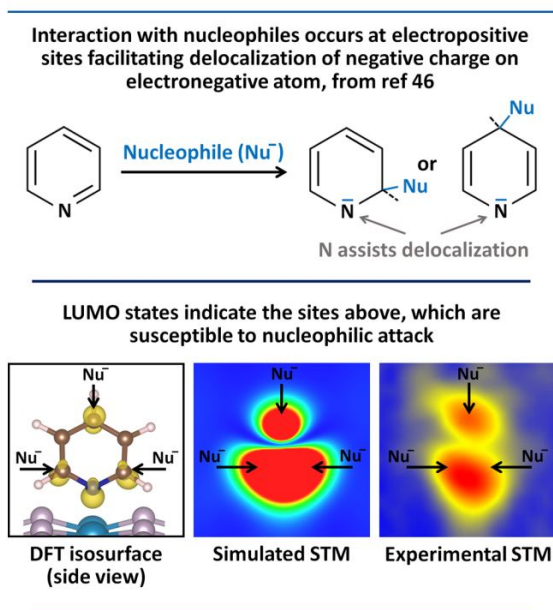 Interaction with nucleophiles occurs at electropositive
sites facilitating delocalization of negative charge on
electronegative atom, from ref 46
Nucleophile (Nu⁻)
N
Nu
N
or
Nu
N
N assists delocalization
LUMO states indicate the sites above, which are
susceptible to nucleophilic attack
Nu⁻
Nu⁻
Nu⁻
DFT isosurface
(side view)
Nu⁻
Nu⁻
Nu⁻
Simulated STM
Nu⁻
Nu⁻
Nu⁻
Experimental STM